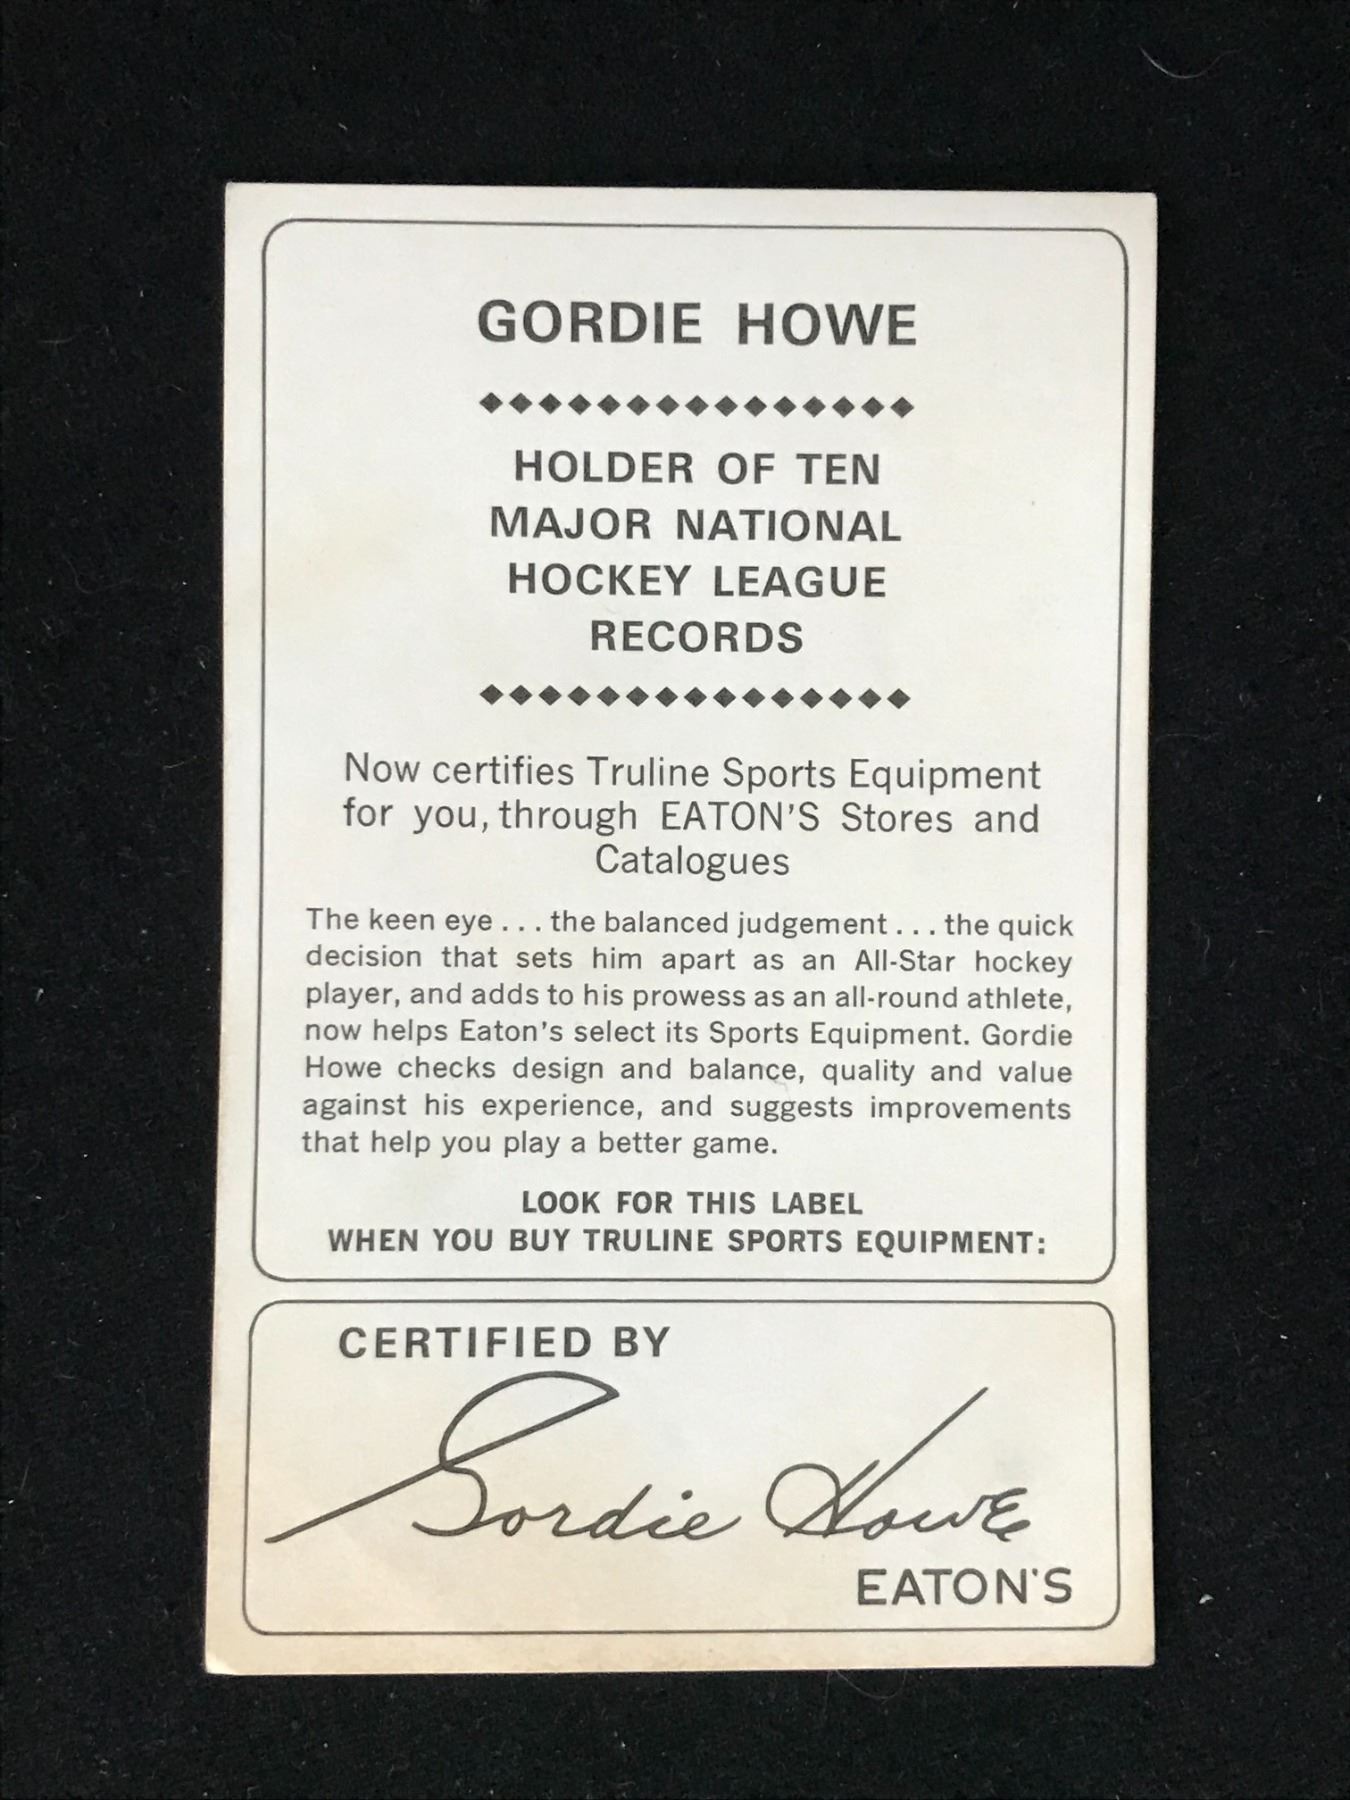 GORDIE HOWE
HOLDER OF TEN
MAJOR NATIONAL
HOCKEY LEAGUE
RECORDS
Now certifies Truline Sports Equipment
for you, through EATON'S Stores and
Catalogues
The keen eye . . . the balanced judgement . . . the quick
decision that sets him apart as an All-Star hockey
player, and adds to his prowess as an all-round athlete,
now helps Eaton's select its Sports Equipment. Gordie
Howe checks design and balance, quality and value
against his experience, and suggests improvements
that help you play a better game.
LOOK FOR THIS LABEL
WHEN YOU BUY TRULINE SPORTS EQUIPMENT:
CERTIFIED BY
Gordie Howe
EATON'S